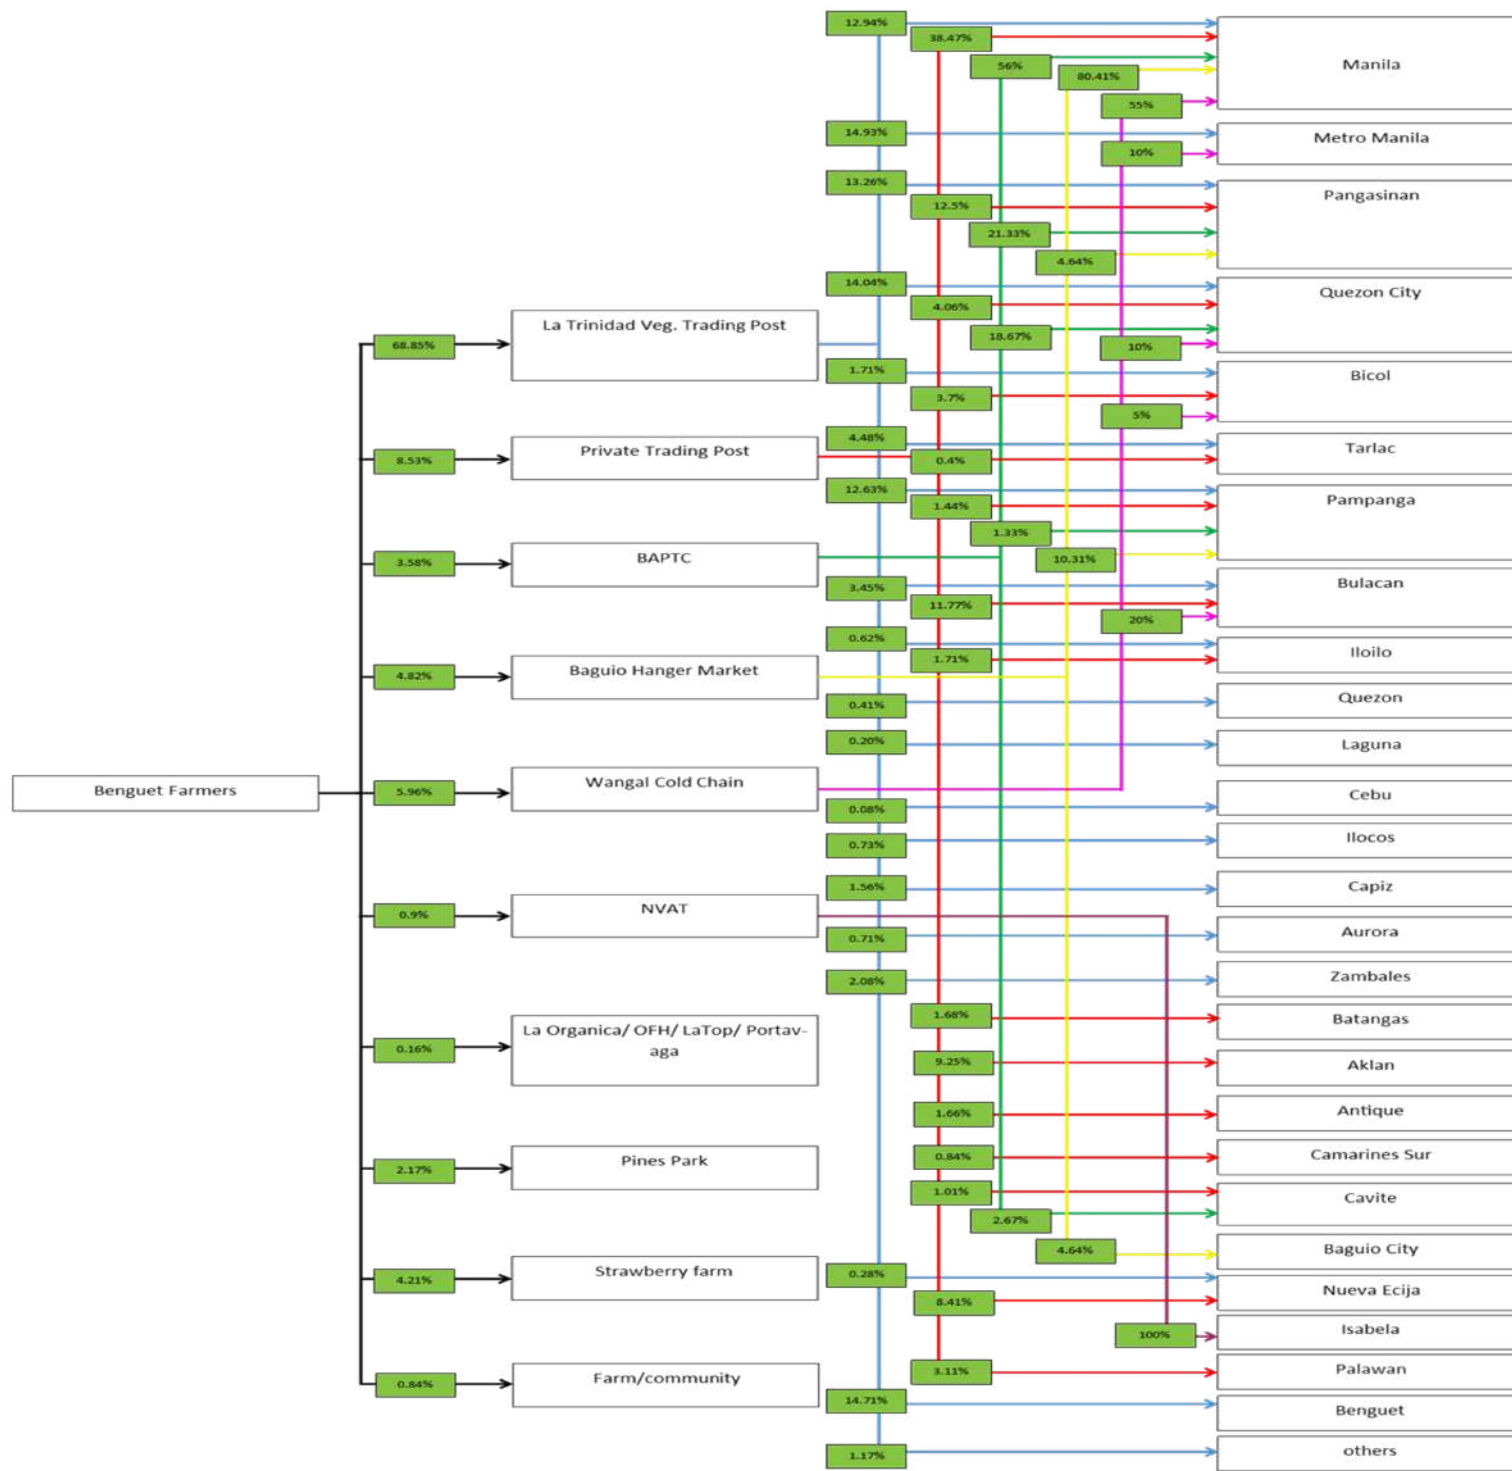 12.94%
38.47%
56%
80.41%
55%
Manila
14.93%
10%
Metro Manila
13.26%
12.5%
21.33%
4.64%
Pangasinan
14.04%
4.06%
18.67%
10%
Quezon City
68.85%
La Trinidad Veg. Trading Post
1.71%
3.7%
5%
Bicol
8.53%
Private Trading Post
4.48%
0.4%
Tarlac
12.63%
1.44%
1.33%
10.31%
Pampanga
3.58%
BAPTC
3.45%
11.77%
20%
Bulacan
0.62%
1.71%
Iloilo
4.82%
Baguio Hanger Market
0.41%
Quezon
0.20%
Laguna
Benguet Farmers
5.96%
Wangal Cold Chain
0.08%
Cebu
0.73%
Ilocos
1.56%
Capiz
0.9%
NVAT
0.71%
Aurora
2.08%
Zambales
0.16%
La Organica/ OFH/ LaTop/ Portav-
aga
1.68%
Batangas
9.25%
Aklan
1.66%
Antique
2.17%
Pines Park
0.84%
Camarines Sur
1.01%
2.67%
Cavite
4.64%
Baguio City
4.21%
Strawberry farm
0.28%
8.41%
Nueva Ecija
100%
Isabela
0.84%
Farm/community
3.11%
Palawan
14.71%
Benguet
1.17%
others